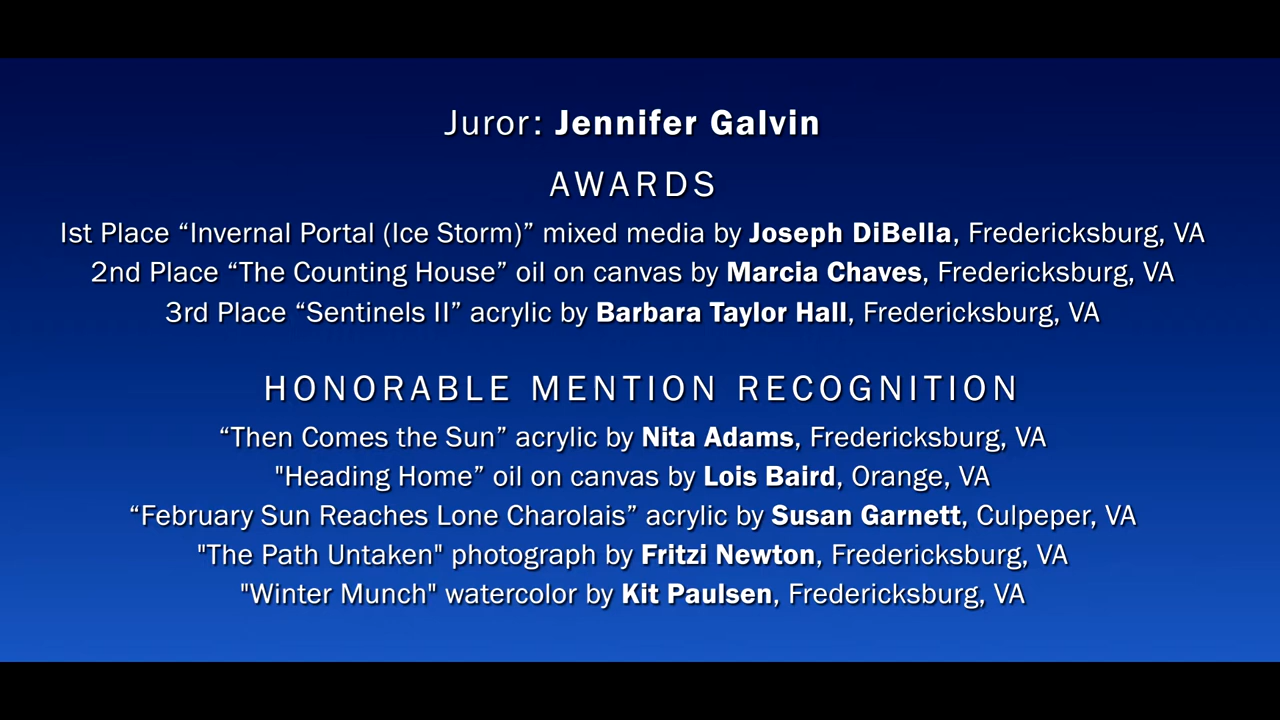 Juror: Jennifer Galvin
AWARDS
Ist Place “Invernal Portal (Ice Storm)” mixed media by Joseph DiBella, Fredericksburg, VA
2nd Place “The Counting House” oil on canvas by Marcia Chaves, Fredericksburg, VA
3rd Place “Sentinels II” acrylic by Barbara Taylor Hall, Fredericksburg, VA
HONORABLE MENTION RECOGNITION
“Then Comes the Sun” acrylic by Nita Adams, Fredericksburg, VA
"Heading Home” oil on canvas by Lois Baird, Orange, VA
“February Sun Reaches Lone Charolais” acrylic by Susan Garnett, Culpeper, VA
"The Path Untaken" photograph by Fritzi Newton, Fredericksburg, VA
"Winter Munch" watercolor by Kit Paulsen, Fredericksburg, VA